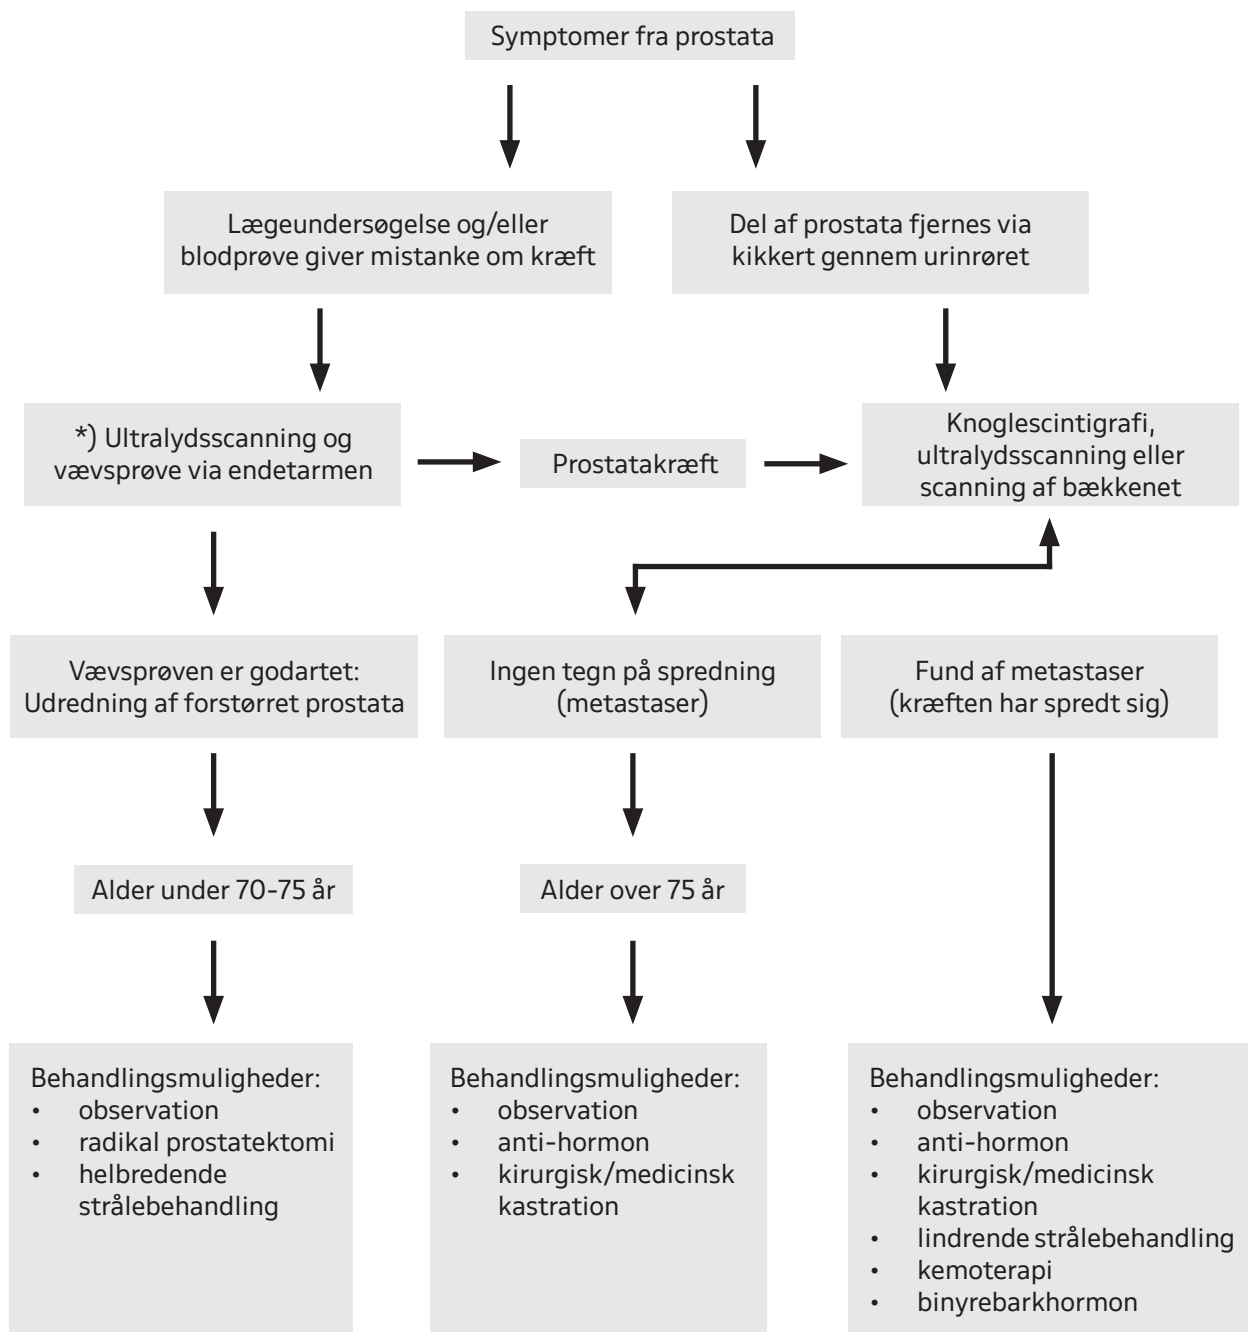 Symptomer fra prostata
Lægeundersøgelse og/eller
blodprøve giver mistanke om kræft
Del af prostata fjernes via
kikkert gennem urinrøret
*) Ultralydsscanning og
vævsprøve via endetarmen
Prostatakræft
Knoglescintigrafi,
ultralydsscanning eller
scanning af bækkenet
Vævsprøven er godartet:
Udredning af forstørret prostata
Ingen tegn på spredning
(metastaser)
Fund af metastaser
(kræften har spredt sig)
Alder under 70-75 år
Alder over 75 år
Behandlingsmuligheder:
• observation
• radikal prostatektomi
• helbredende
strålebehandling
Behandlingsmuligheder:
• observation
• anti-hormon
• kirurgisk/medicinsk
kastration
Behandlingsmuligheder:
• observation
• anti-hormon
• kirurgisk/medicinsk
kastration
• lindrende strålebehandling
• kemoterapi
• binyrebarkhormon